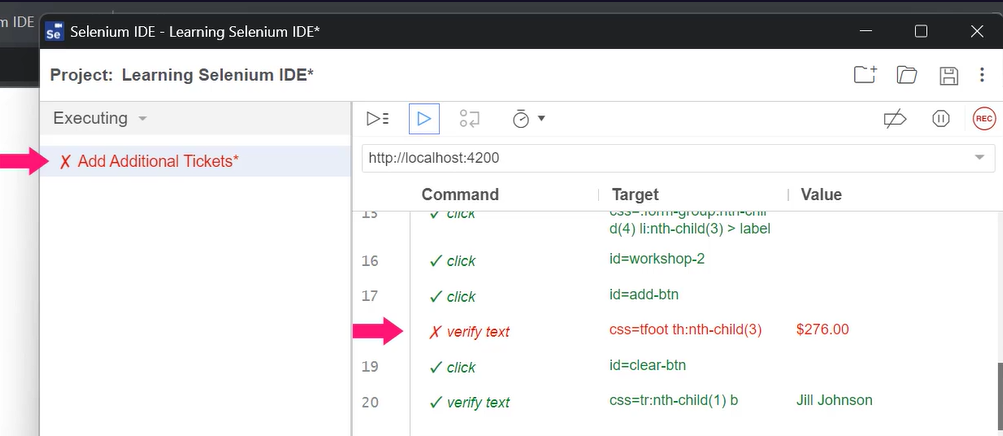 m IDE
Se
Selenium IDE - Learning Selenium IDE*
Project: Learning Selenium IDE*
Executing
REC
✗ Add Additional Tickets*
http://localhost:4200
Command Target Value
15 ✓ click css=.form-group:nth-chil
d(4) li:nth-child(3) > label
16 ✓ click id=workshop-2
17 ✓ click id=add-btn
✗ verify text css=tfoot th:nth-child(3) $276.00
19 ✓ click id=clear-btn
20 ✓ verify text css=tr:nth-child(1) b Jill Johnson